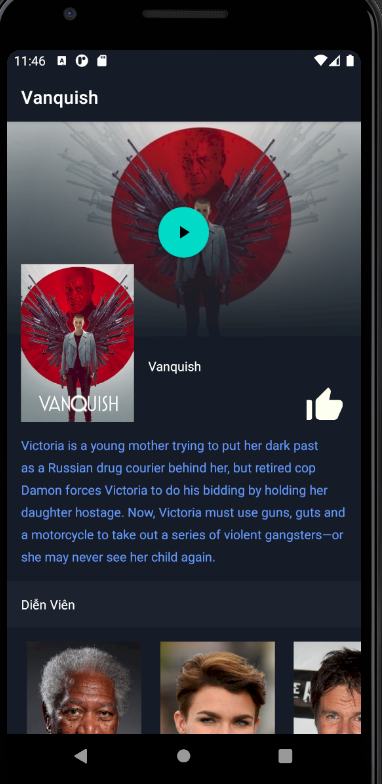 11:46
Vanquish
VANQUISH
Vanquish
Victoria is a young mother trying to put her dark past
as a Russian drug courier behind her, but retired cop
Damon forces Victoria to do his bidding by holding her
daughter hostage. Now, Victoria must use guns, guts and
a motorcycle to take out a series of violent gangsters—or
she may never see her child again.
Diễn Viên